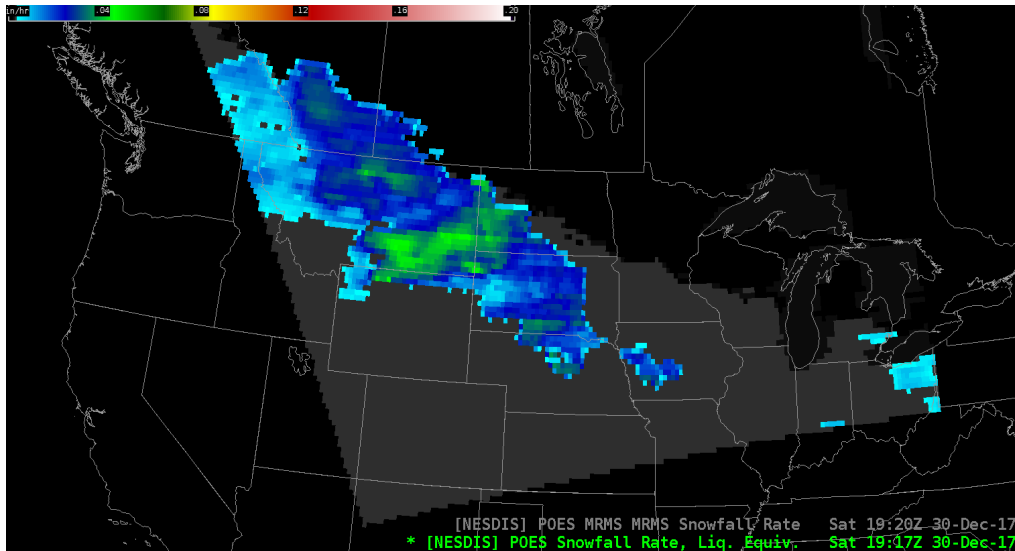 in/hr .04 .08 .12 .16 .20
[NESDIS] POES MRMS MRMS Snowfall Rate Sat 19:20Z 30-Dec-17
* [NESDIS] POES Snowfall Rate, Liq. Equiv. Sat 19:17Z 30-Dec-17